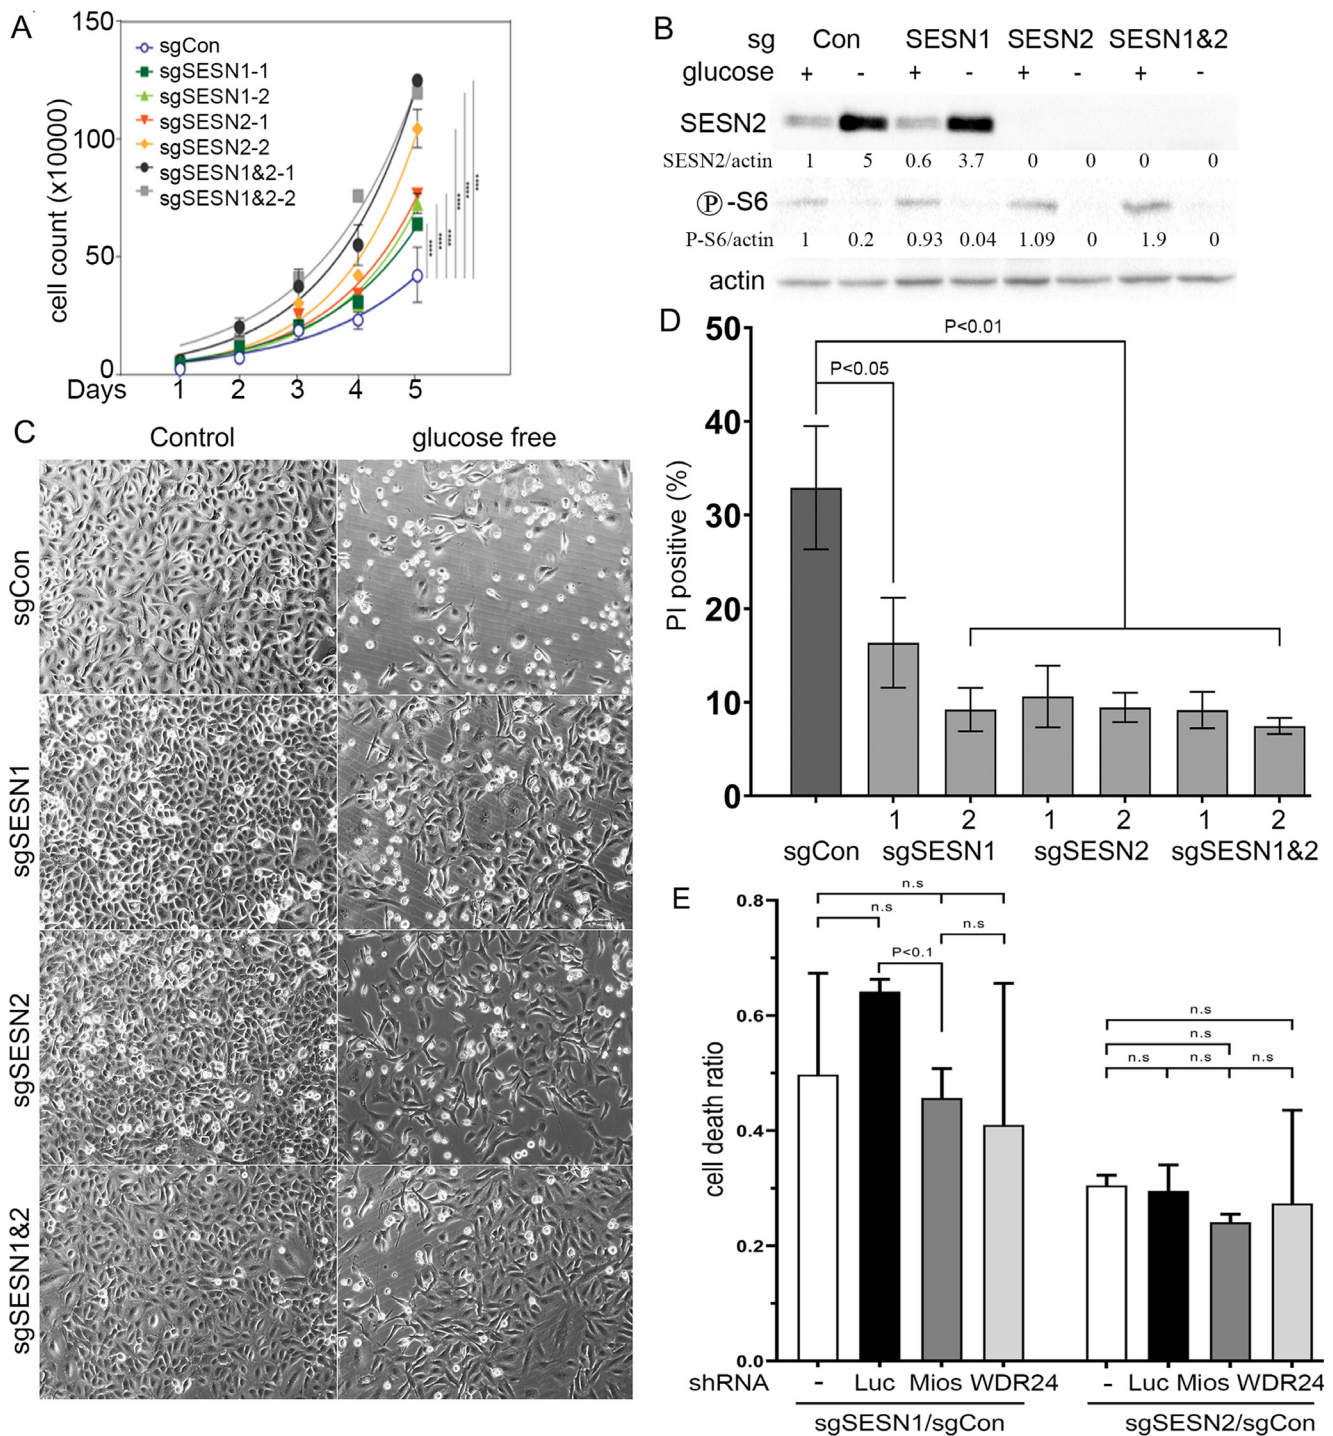 A
150
100
50
0
cell count (x10000)
sgCon
sgSESN1-1
sgSESN1-2
sgSESN2-1
sgSESN2-2
sgSESN1&2-1
sgSESN1&2-2
**** **** **** **** **** ****
Days 1 2 3 4 5
B
sg Con SESN1 SESN2 SESN1&2
glucose + - + - + - + -
SESN2
SESN2/actin 1 5 0.6 3.7 0 0 0 0
Ⓟ-S6
P-S6/actin 1 0.2 0.93 0.04 1.09 0 1.9 0
actin
C
Control glucose free
sgCon
sgSESN1
sgSESN2
sgSESN1&2
D
50
40
30
20
10
0
PI positive (%)
P<0.01
P<0.05
1 2 1 2 1 2
sgCon sgSESN1 sgSESN2 sgSESN1&2
E
0.8
0.6
0.4
0.2
0.0
cell death ratio
n.s
n.s
n.s
P<0.1
n.s
n.s
n.s n.s n.s
shRNA - Luc Mios WDR24 - Luc Mios WDR24
sgSESN1/sgCon sgSESN2/sgCon